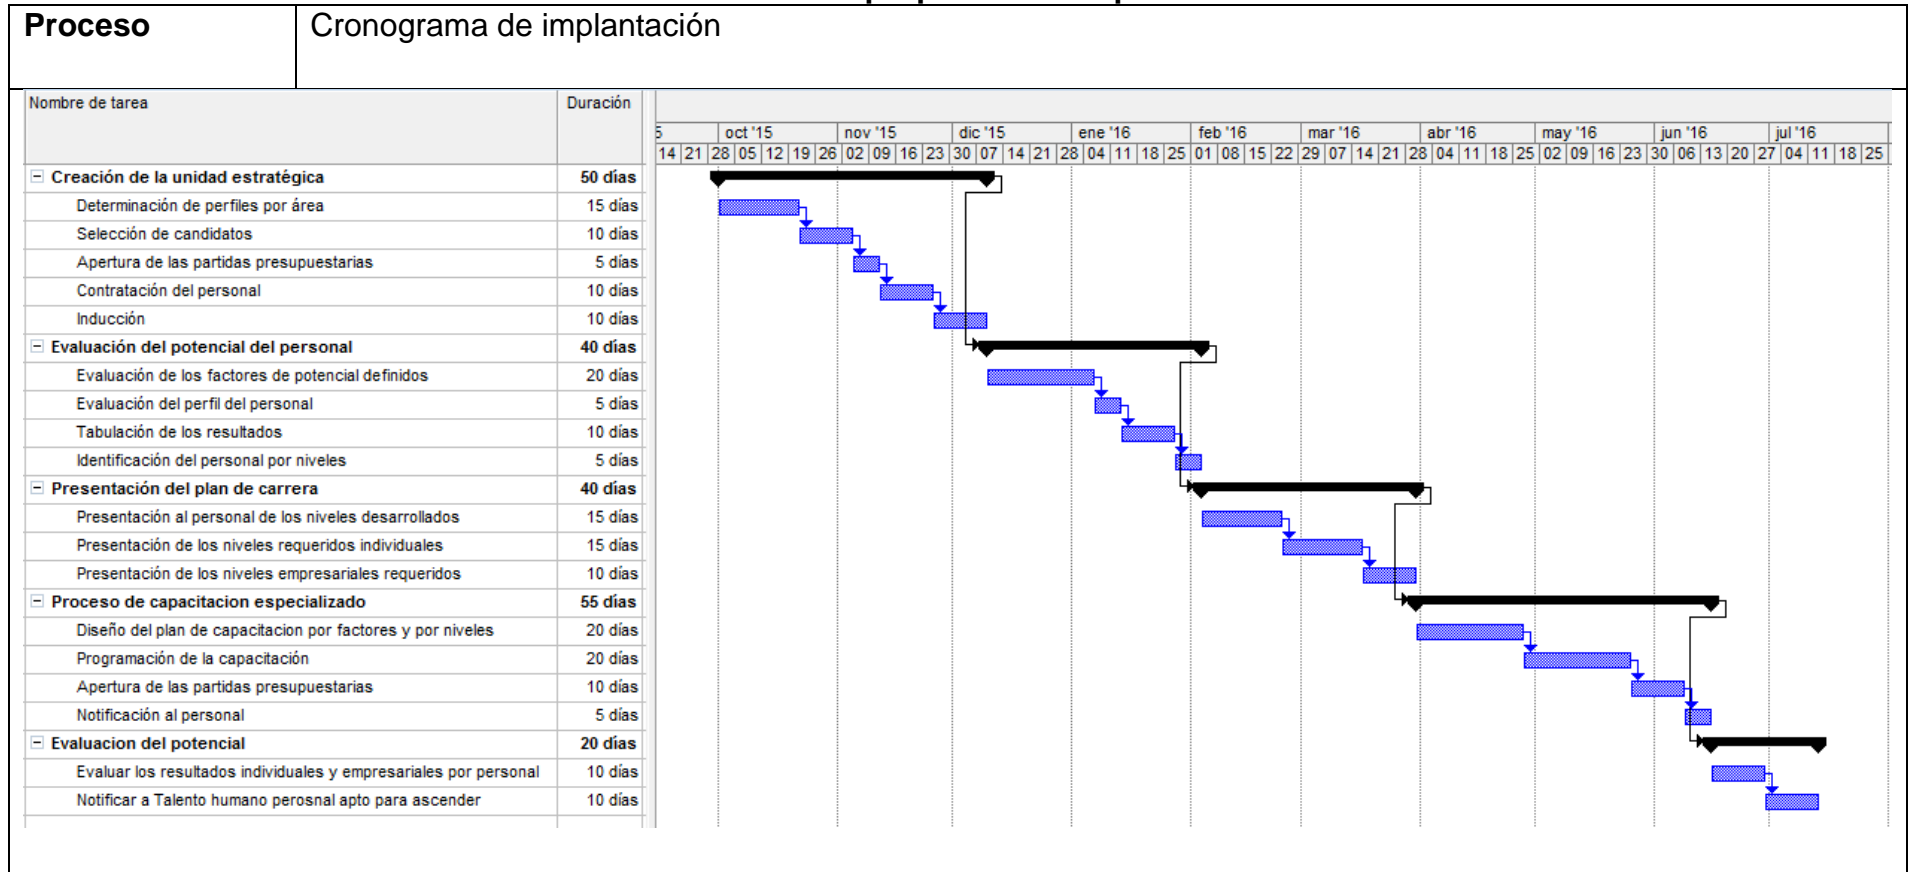 Proceso Cronograma de implantación
Nombre de tarea Duración
5 oct '15 nov '15 dic '15 ene '16 feb '16 mar '16 abr '16 may '16 jun '16 jul '16
14 21 28 05 12 19 26 02 09 16 23 30 07 14 21 28 04 11 18 25 01 08 15 22 29 07 14 21 28 04 11 18 25 02 09 16 23 30 06 13 20 27 04 11 18 25
Creación de la unidad estratégica 50 días
Determinación de perfiles por área 15 días
Selección de candidatos 10 días
Apertura de las partidas presupuestarias 5 días
Contratación del personal 10 días
Inducción 10 días
Evaluación del potencial del personal 40 días
Evaluación de los factores de potencial definidos 20 días
Evaluación del perfil del personal 5 días
Tabulación de los resultados 10 días
Identificación del personal por niveles 5 días
Presentación del plan de carrera 40 días
Presentación al personal de los niveles desarrollados 15 días
Presentación de los niveles requeridos individuales 15 días
Presentación de los niveles empresariales requeridos 10 días
Proceso de capacitacion especializado 55 días
Diseño del plan de capacitacion por factores y por niveles 20 días
Programación de la capacitación 20 días
Apertura de las partidas presupuestarias 10 días
Notificación al personal 5 días
Evaluacion del potencial 20 días
Evaluar los resultados individuales y empresariales por personal 10 días
Notificar a Talento humano perosnal apto para ascender 10 días